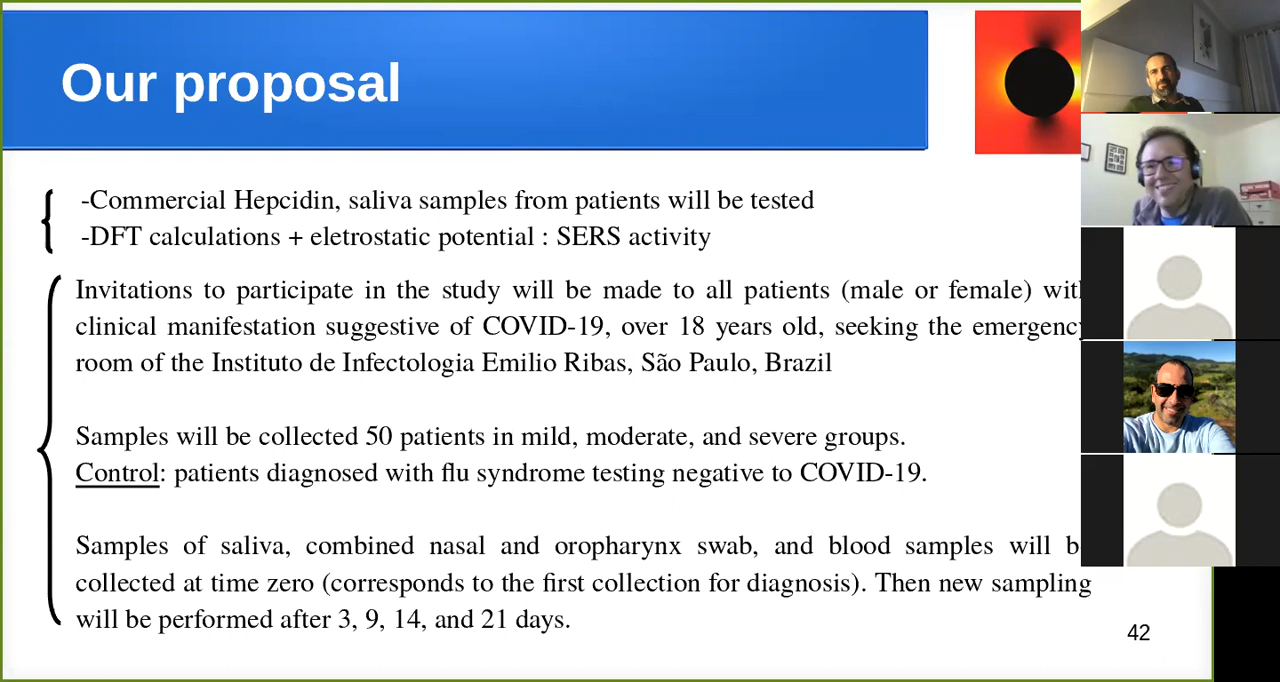 Our proposal
-Commercial Hepcidin, saliva samples from patients will be tested
-DFT calculations + eletrostatic potential : SERS activity
Invitations to participate in the study will be made to all patients (male or female) with
clinical manifestation suggestive of COVID-19, over 18 years old, seeking the emergency
room of the Instituto de Infectologia Emilio Ribas, São Paulo, Brazil
Samples will be collected 50 patients in mild, moderate, and severe groups.
Control: patients diagnosed with flu syndrome testing negative to COVID-19.
Samples of saliva, combined nasal and oropharynx swab, and blood samples will b
collected at time zero (corresponds to the first collection for diagnosis). Then new sampling
will be performed after 3, 9, 14, and 21 days.
42